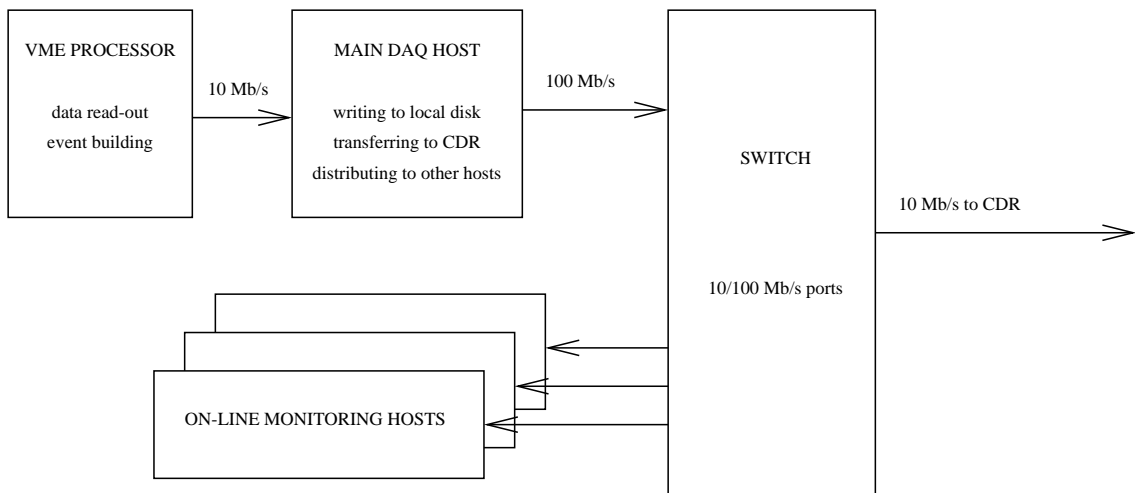 VME PROCESSOR
data read-out
event building
10 Mb/s
MAIN DAQ HOST
writing to local disk
transferring to CDR
distributing to other hosts
100 Mb/s
SWITCH
10/100 Mb/s ports
10 Mb/s to CDR
ON-LINE MONITORING HOSTS